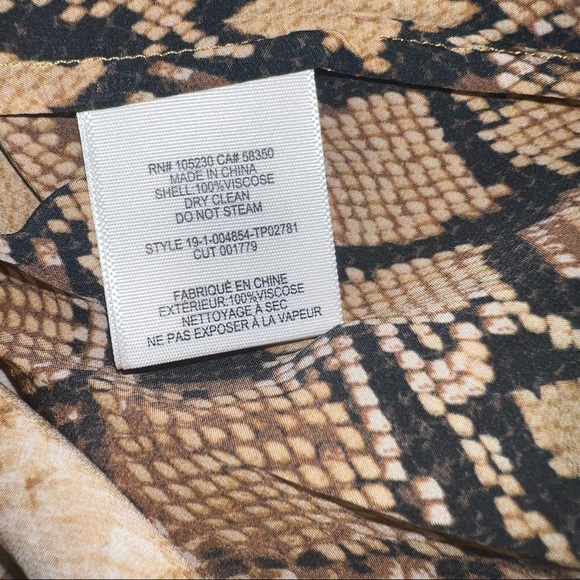 RN# 105230 CA# 58350
MADE IN CHINA
SHELL:100%VISCOSE
DRY CLEAN
DO NOT STEAM
STYLE 19-1-004854-TP02781
CUT 001779
FABRIQUÉ EN CHINE
EXTÉRIEUR:100%VISCOSE
NETTOYAGE À SEC
NE PAS EXPOSER À LA VAPEUR